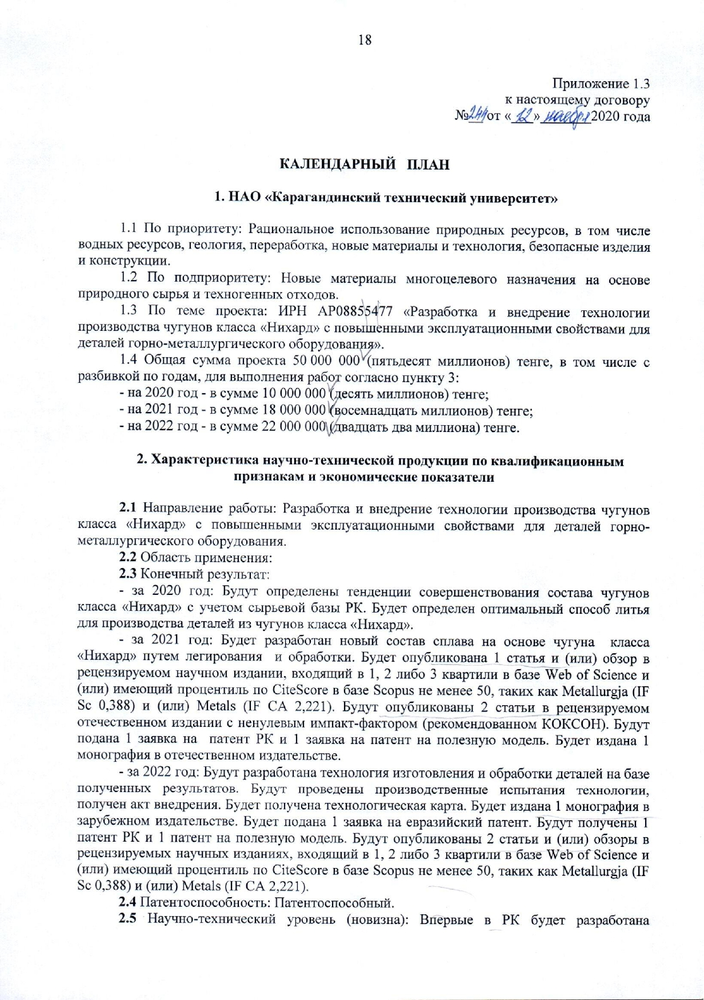 18
Приложение 1.3
к настоящему договору
№244 от «12» ноября 2020 года
КАЛЕНДАРНЫЙ ПЛАН
1. НАО «Карагандинский технический университет»
1.1 По приоритету: Рациональное использование природных ресурсов, в том числе
водных ресурсов, геология, переработка, новые материалы и технология, безопасные изделия
и конструкции.
1.2 По подприоритету: Новые материалы многоцелевого назначения на основе
природного сырья и техногенных отходов.
1.3 По теме проекта: ИРН АР08855477 «Разработка и внедрение технологии
производства чугунов класса «Нихард» с повышенными эксплуатационными свойствами для
деталей горно-металлургического оборудования».
1.4 Общая сумма проекта 50 000 000 (пятьдесят миллионов) тенге, в том числе с
разбивкой по годам, для выполнения работ согласно пункту 3:
- на 2020 год - в сумме 10 000 000 (десять миллионов) тенге;
- на 2021 год - в сумме 18 000 000 (восемнадцать миллионов) тенге;
- на 2022 год - в сумме 22 000 000 (двадцать два миллиона) тенге.
2. Характеристика научно-технической продукции по квалификационным
признакам и экономические показатели
2.1 Направление работы: Разработка и внедрение технологии производства чугунов
класса «Нихард» с повышенными эксплуатационными свойствами для деталей горно-
металлургического оборудования.
2.2 Область применения:
2.3 Конечный результат:
- за 2020 год: Будут определены тенденции совершенствования состава чугунов
класса «Нихард» с учетом сырьевой базы РК. Будет определен оптимальный способ литья
для производства деталей из чугунов класса «Нихард».
- за 2021 год: Будет разработан новый состав сплава на основе чугуна класса
«Нихард» путем легирования и обработки. Будет опубликована 1 статья и (или) обзор в
рецензируемом научном издании, входящий в 1, 2 либо 3 квартили в базе Web of Science и
(или) имеющий процентиль по CiteScore в базе Scopus не менее 50, таких как Metallurgja (IF
Sc 0,388) и (или) Metals (IF CA 2,221). Будут опубликованы 2 статьи в рецензируемом
отечественном издании с ненулевым импакт-фактором (рекомендованном КОКСОН). Будут
подана 1 заявка на патент РК и 1 заявка на патент на полезную модель. Будет издана 1
монография в отечественном издательстве.
- за 2022 год: Будут разработана технология изготовления и обработки деталей на базе
полученных результатов. Будут проведены производственные испытания технологии,
получен акт внедрения. Будет получена технологическая карта. Будет издана 1 монография в
зарубежном издательстве. Будет подана 1 заявка на евразийский патент. Будут получены 1
патент РК и 1 патент на полезную модель. Будут опубликованы 2 статьи и (или) обзоры в
рецензируемых научных изданиях, входящий в 1, 2 либо 3 квартили в базе Web of Science и
(или) имеющий процентиль по CiteScore в базе Scopus не менее 50, таких как Metallurgja (IF
Sc 0,388) и (или) Metals (IF CA 2,221).
2.4 Патентоспособность: Патентоспособный.
2.5 Научно-технический уровень (новизна): Впервые в РК будет разработана